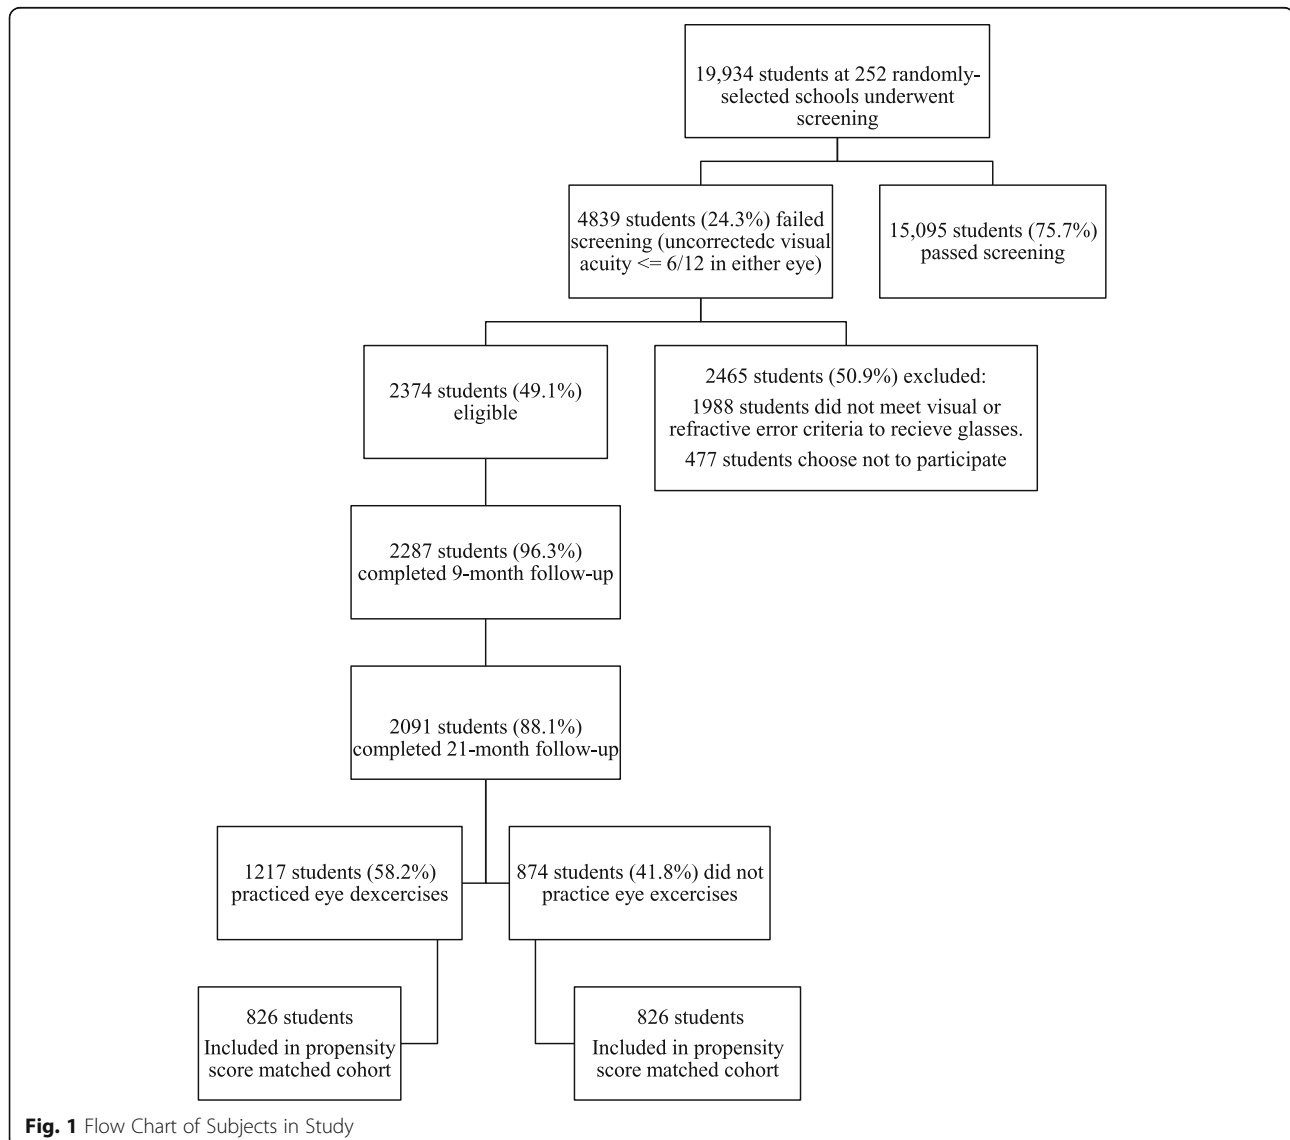 19,934 students at 252 randomly-
selected schools underwent
screening
4839 students (24.3%) failed
screening (uncorrectedc visual
acuity <= 6/12 in either eye)
15,095 students (75.7%)
passed screening
2374 students (49.1%)
eligible
2465 students (50.9%) excluded:
1988 students did not meet visual or
refractive error criteria to recieve glasses.
477 students choose not to participate
2287 students (96.3%)
completed 9-month follow-up
2091 students (88.1%)
completed 21-month follow-up
1217 students (58.2%)
practiced eye dexcercises
874 students (41.8%) did not
practice eye excercises
826 students
Included in propensity
score matched cohort
826 students
Included in propensity
score matched cohort
Fig. 1 Flow Chart of Subjects in Study